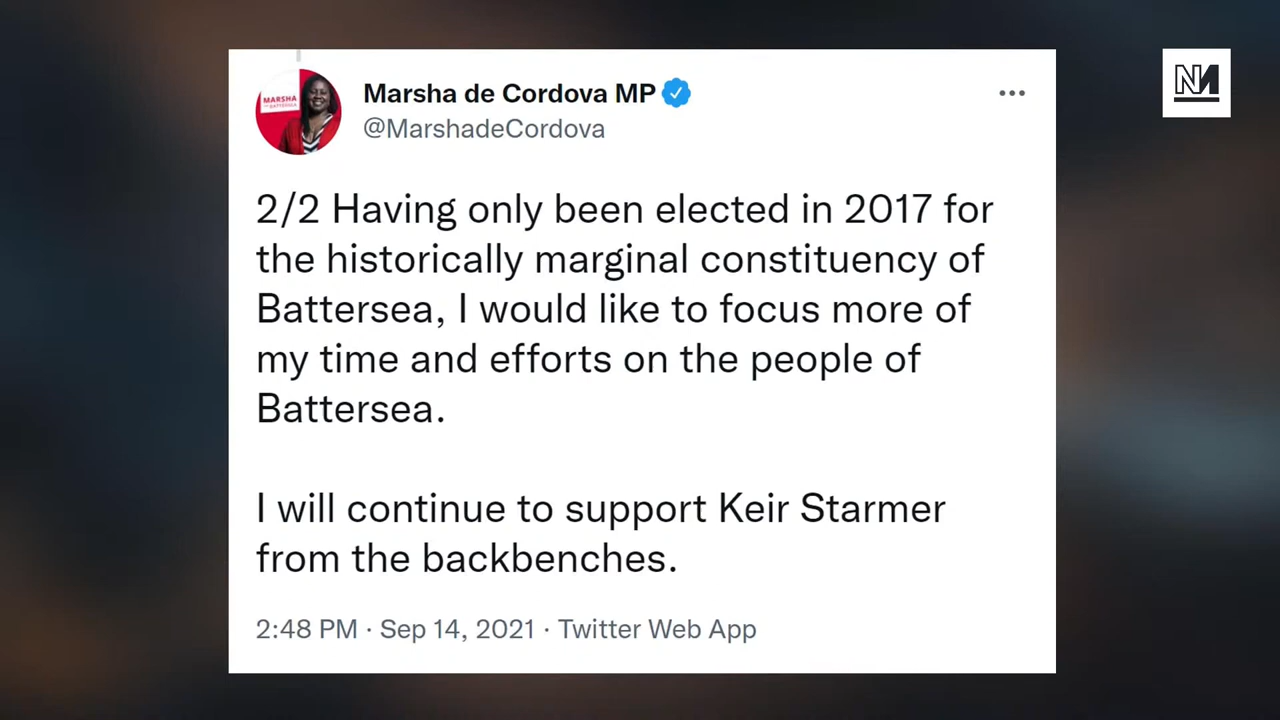 Marsha de Cordova MP
@MarshadeCordova
MARSHA
2/2 Having only been elected in 2017 for
the historically marginal constituency of
Battersea, I would like to focus more of
my time and efforts on the people of
Battersea.
I will continue to support Keir Starmer
from the backbenches.
2:48 PM · Sep 14, 2021 · Twitter Web App
NM